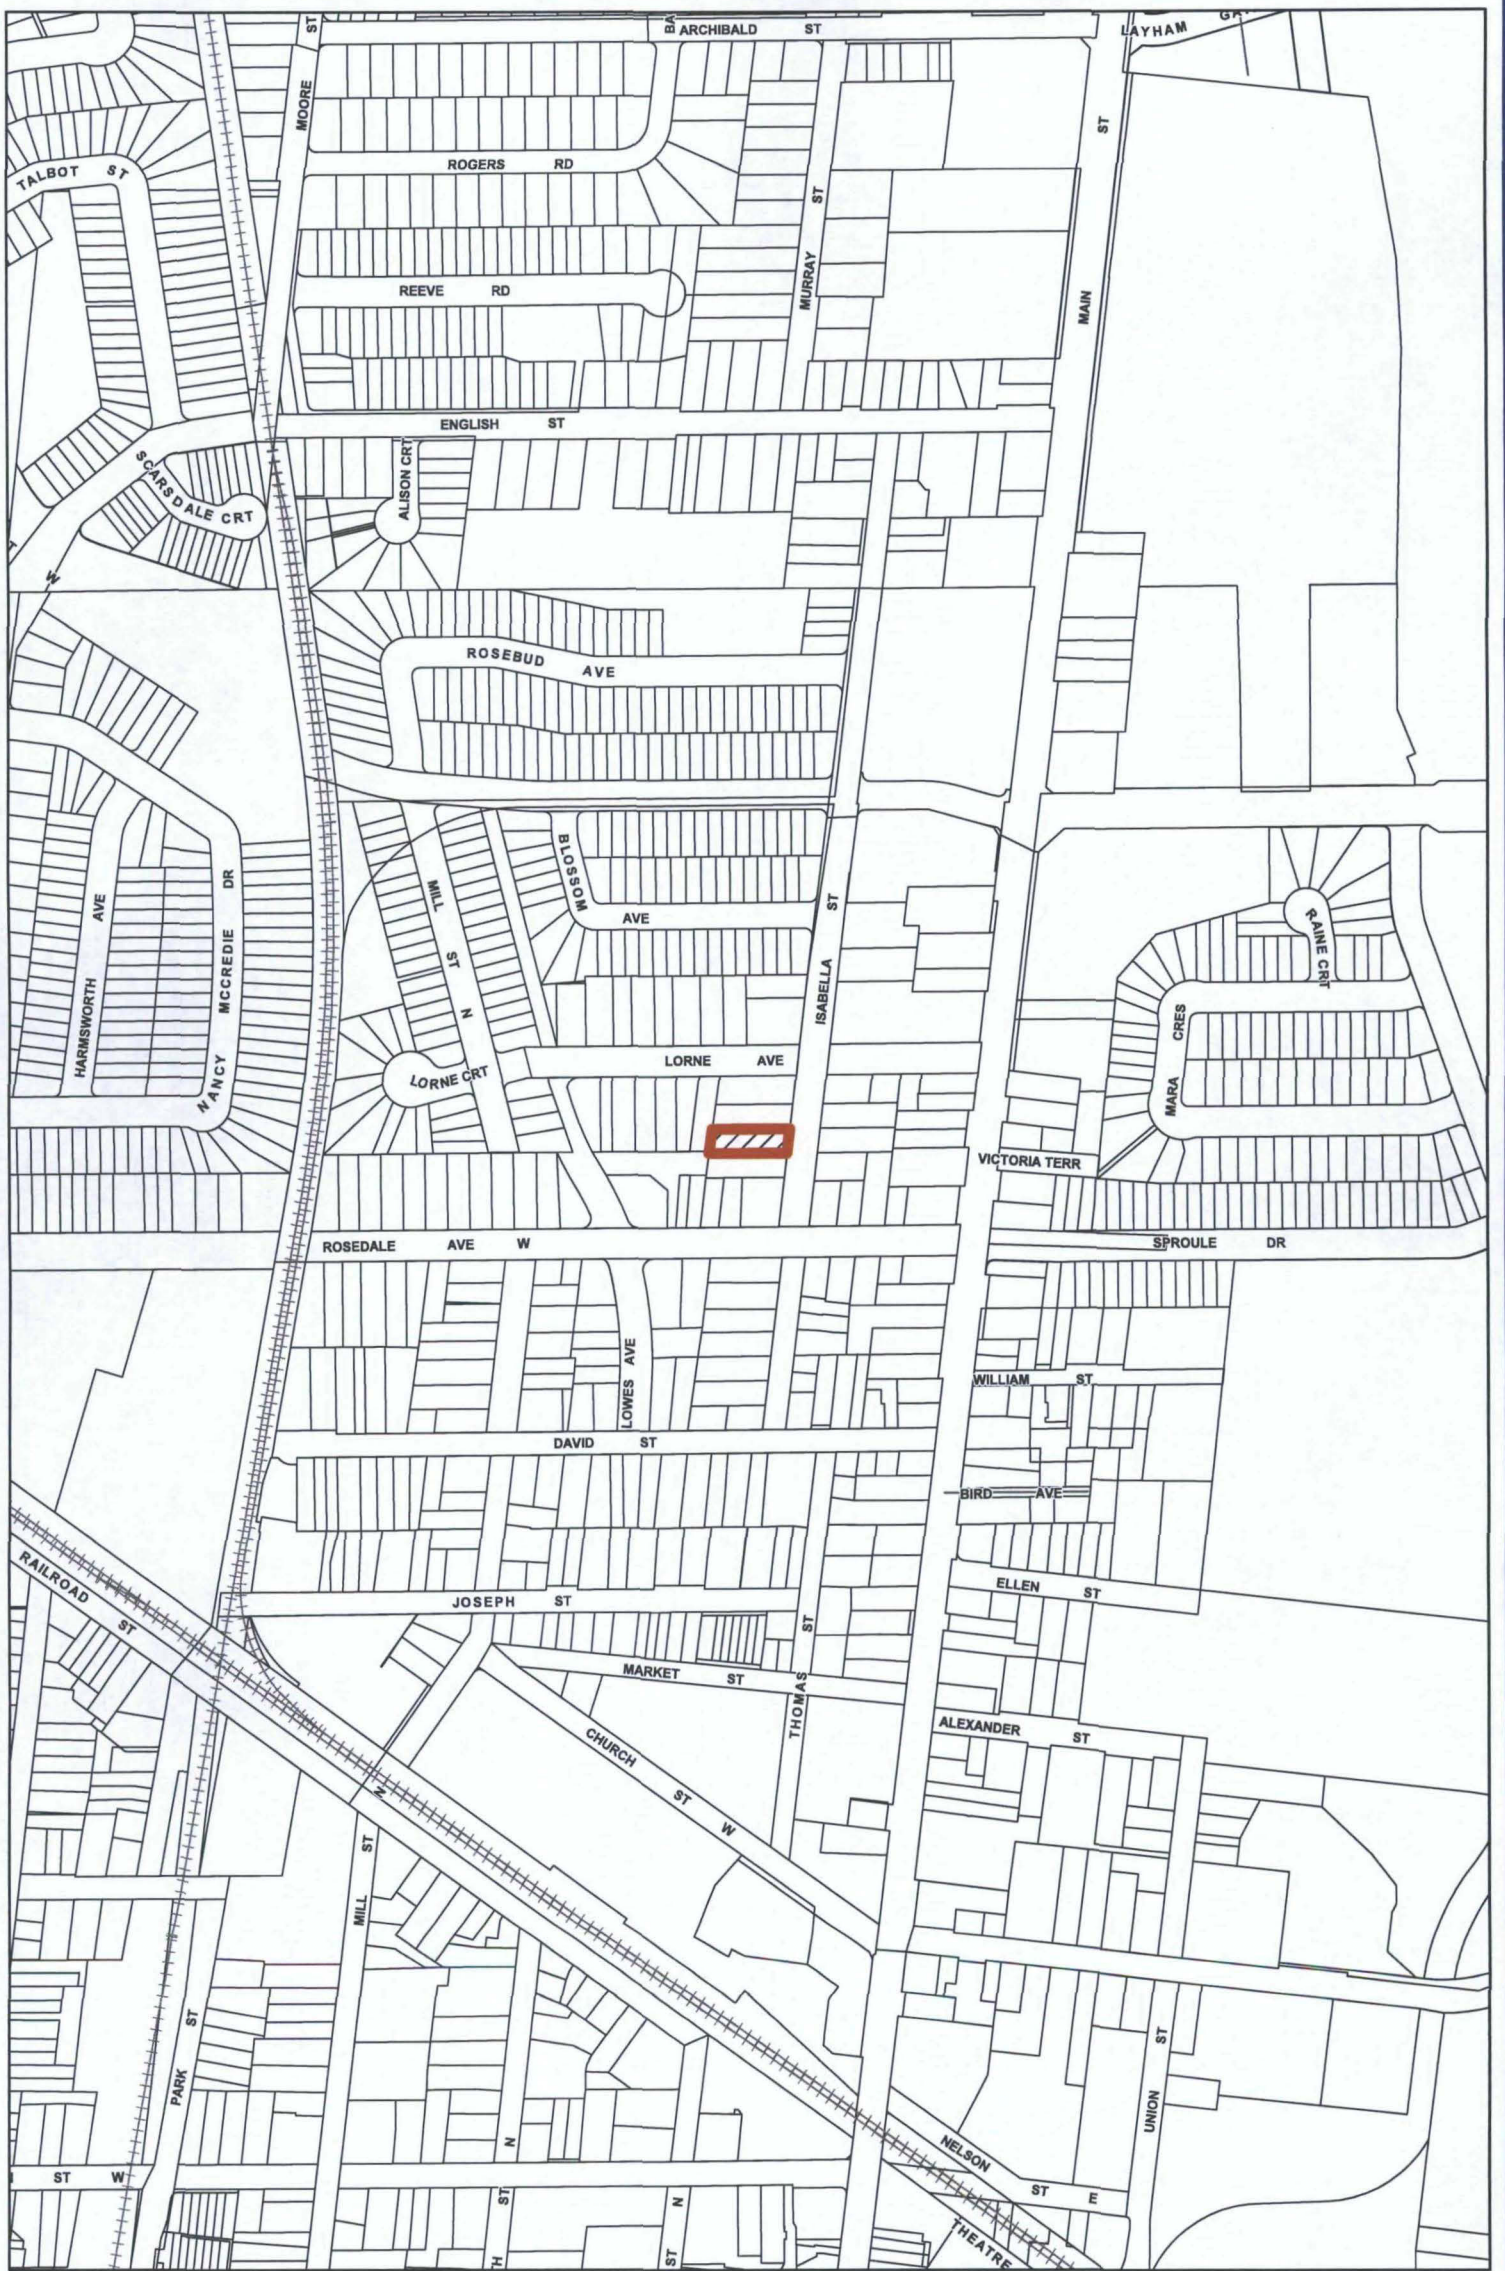 ARCHIBALD ST
BA
ST
LAYHAM
MOORE
ST
ROGERS RD
TALBOT ST
MURRAY ST
REEVE RD
MAIN
ENGLISH ST
ALISON CRT
SCARSDALE CRT
W
ROSEBUD AVE
BLOSSOM
AVE
MILL ST N
HARMSWORTH AVE
NANCY MCCREDIE DR
ISABELLA ST
RAINE CRT
MARA CRES
LORNE AVE
LORNE CRT
VICTORIA TERR
ROSEDALE AVE W
SPROULE DR
LOWES AVE
WILLIAM ST
DAVID ST
BIRD AVE
RAILROAD ST
ELLEN ST
JOSEPH ST
MARKET ST
THOMAS ST
ALEXANDER ST
CHURCH ST W
N
MILL ST
PARK ST
UNION ST
NELSON ST E
ST W
N
ST
N
ST
THEATRE